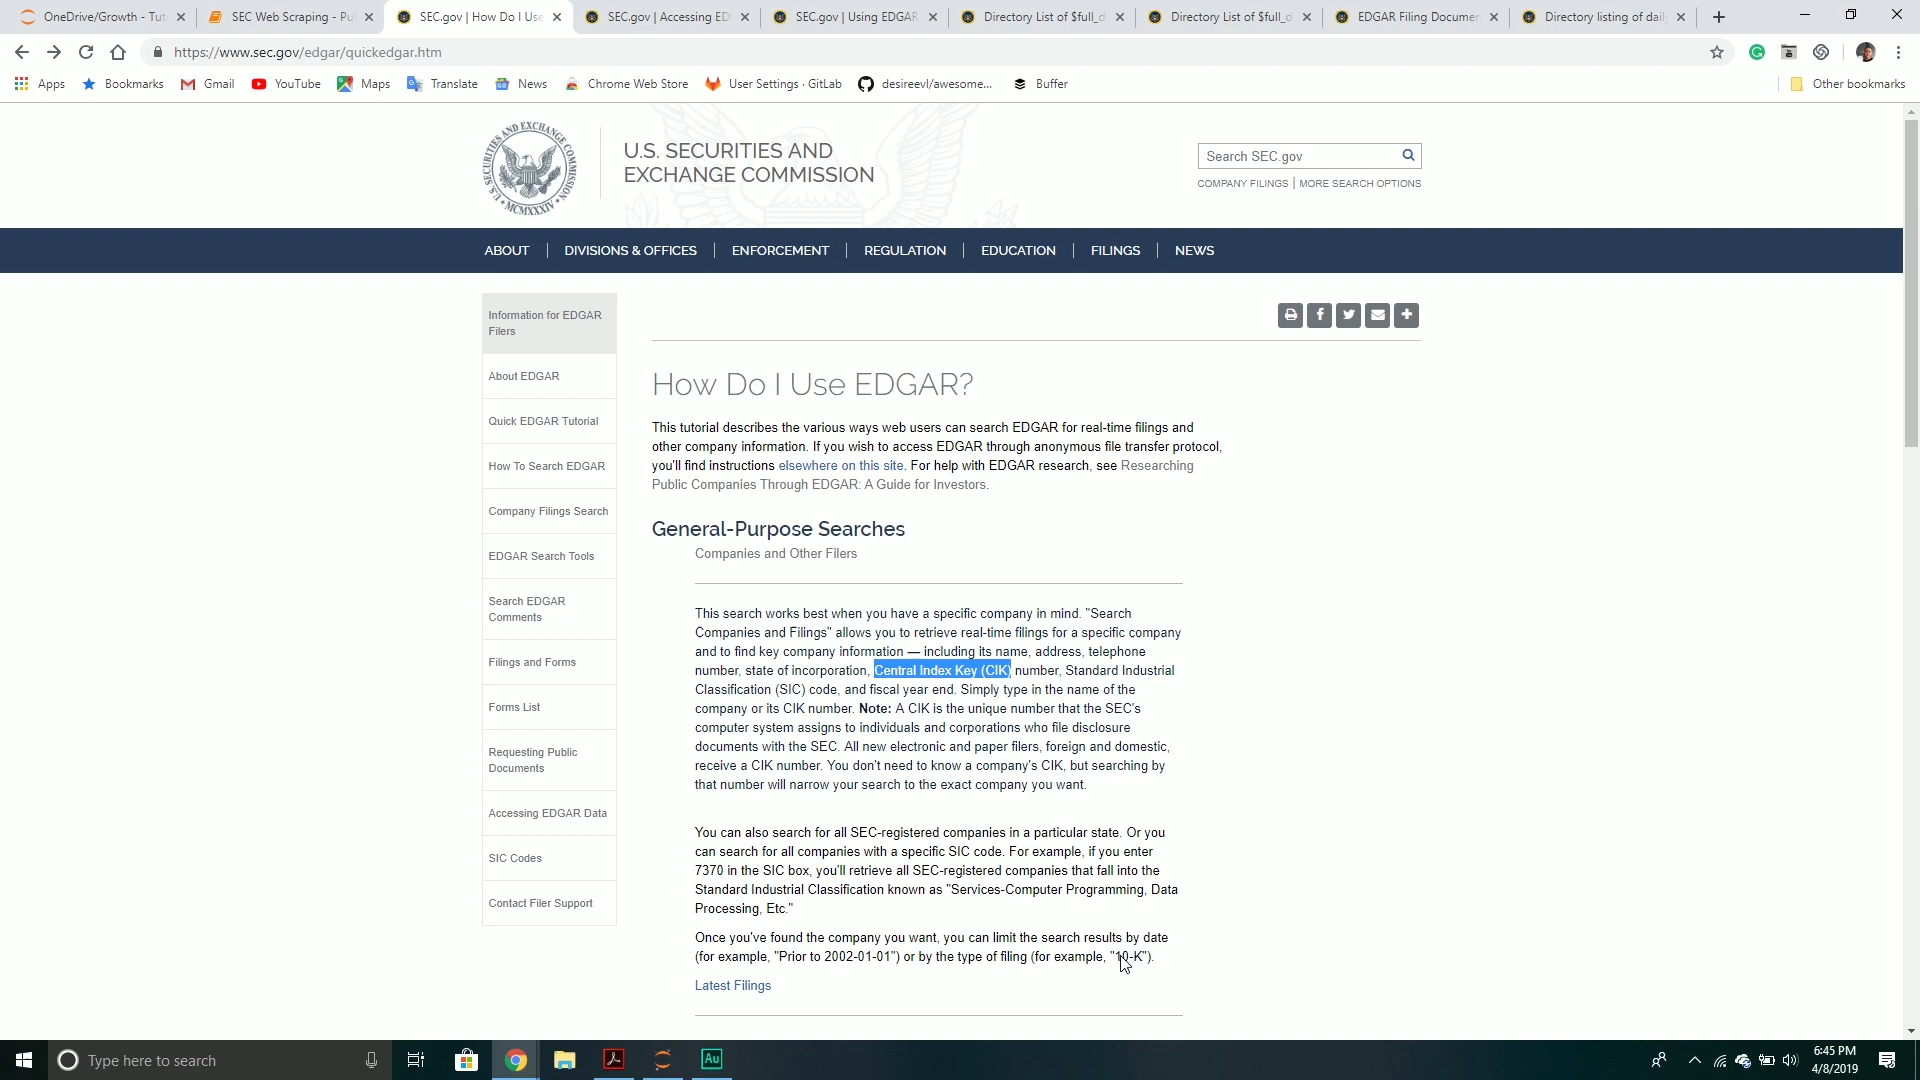 OneDrive/Growth - Tut
SEC Web Scraping - Pu
SEC.gov | How Do I Use
SEC.gov | Accessing ED
SEC.gov | Using EDGAR
Directory List of $full_d
Directory List of $full_d
EDGAR Filing Documen
Directory listing of dail
https://www.sec.gov/edgar/quickedgar.htm
Apps
Bookmarks
Gmail
YouTube
Maps
Translate
News
Chrome Web Store
User Settings · GitLab
desireevl/awesome...
Buffer
Other bookmarks
U.S. SECURITIES AND
EXCHANGE COMMISSION
U.S. SECURITIES AND EXCHANGE COMMISSION
MCMXXXIV
Search SEC.gov
COMPANY FILINGS | MORE SEARCH OPTIONS
ABOUT
DIVISIONS & OFFICES
ENFORCEMENT
REGULATION
EDUCATION
FILINGS
NEWS
Information for EDGAR
Filers
About EDGAR
Quick EDGAR Tutorial
How To Search EDGAR
Company Filings Search
EDGAR Search Tools
Search EDGAR
Comments
Filings and Forms
Forms List
Requesting Public
Documents
Accessing EDGAR Data
SIC Codes
Contact Filer Support
How Do I Use EDGAR?
This tutorial describes the various ways web users can search EDGAR for real-time filings and
other company information. If you wish to access EDGAR through anonymous file transfer protocol,
you'll find instructions elsewhere on this site. For help with EDGAR research, see Researching
Public Companies Through EDGAR: A Guide for Investors.
General-Purpose Searches
Companies and Other Filers
This search works best when you have a specific company in mind. "Search
Companies and Filings" allows you to retrieve real-time filings for a specific company
and to find key company information — including its name, address, telephone
number, state of incorporation, Central Index Key (CIK) number, Standard Industrial
Classification (SIC) code, and fiscal year end. Simply type in the name of the
company or its CIK number. Note: A CIK is the unique number that the SEC's
computer system assigns to individuals and corporations who file disclosure
documents with the SEC. All new electronic and paper filers, foreign and domestic,
receive a CIK number. You don't need to know a company's CIK, but searching by
that number will narrow your search to the exact company you want.
You can also search for all SEC-registered companies in a particular state. Or you
can search for all companies with a specific SIC code. For example, if you enter
7370 in the SIC box, you'll retrieve all SEC-registered companies that fall into the
Standard Industrial Classification known as "Services-Computer Programming, Data
Processing, Etc."
Once you've found the company you want, you can limit the search results by date
(for example, "Prior to 2002-01-01") or by the type of filing (for example, "10-K").
Latest Filings
Type here to search
Au
6:45 PM
4/8/2019